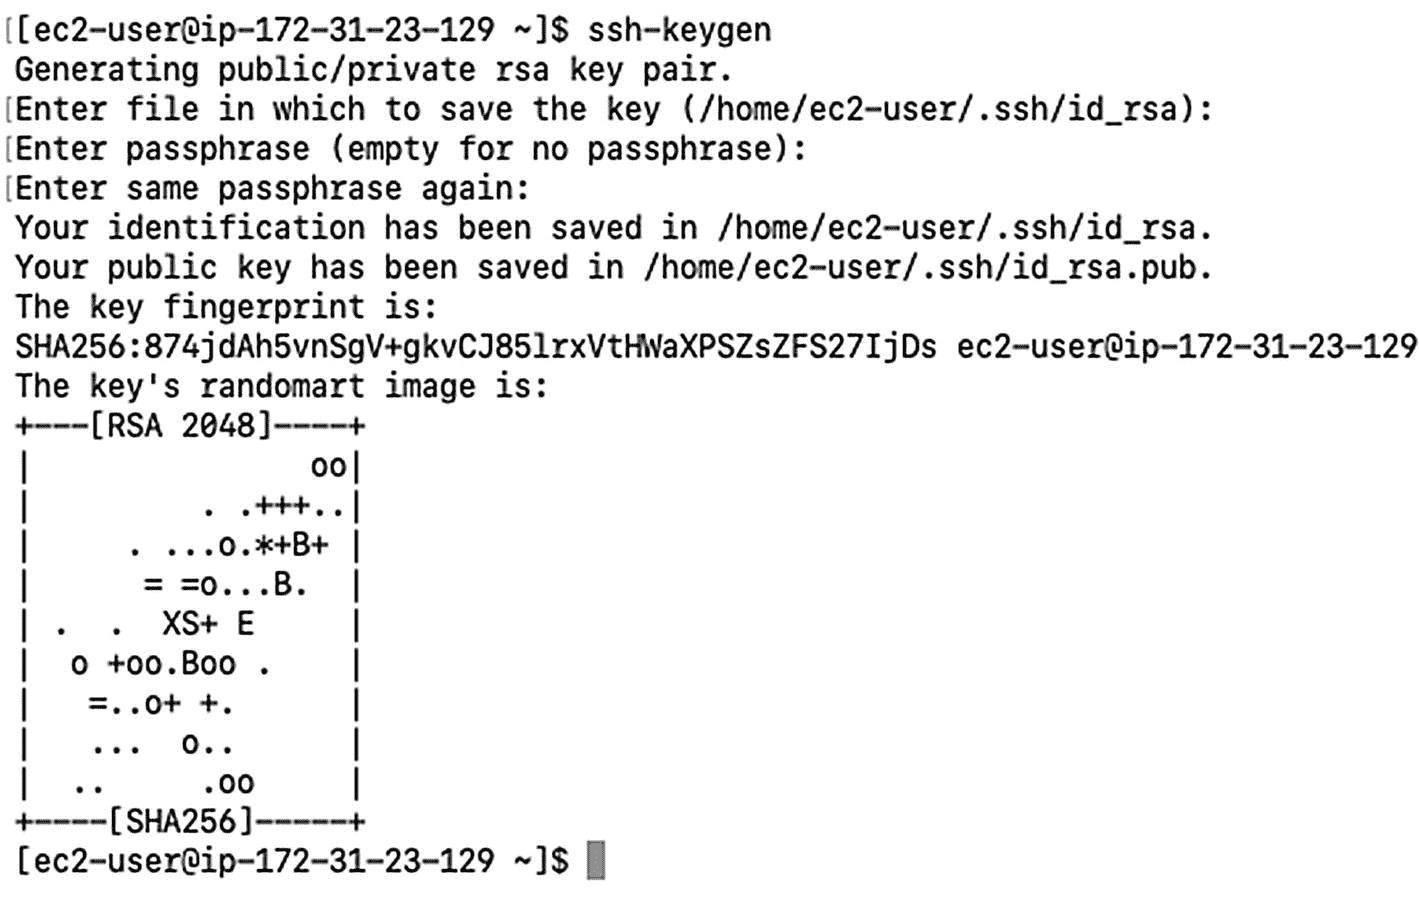 [[ec2-user@ip-172-31-23-129 ~]$ ssh-keygen
Generating public/private rsa key pair.
[Enter file in which to save the key (/home/ec2-user/.ssh/id_rsa):
[Enter passphrase (empty for no passphrase):
[Enter same passphrase again:
Your identification has been saved in /home/ec2-user/.ssh/id_rsa.
Your public key has been saved in /home/ec2-user/.ssh/id_rsa.pub.
The key fingerprint is:
SHA256:874jdAh5vnSgV+gkvCJ85lrxVtHWaXPSZsZFS27IjDs ec2-user@ip-172-31-23-129
The key's randomart image is:
+---[RSA 2048]----+
|               oo|
|         . .+++..|
|     . ...o.*+B+ |
|      = =o...B.  |
| .  .  XS+ E     |
|  o +oo.Boo .    |
|   =..o+ +.      |
|   ...  o..      |
|  ..     .oo     |
+----[SHA256]-----+
[ec2-user@ip-172-31-23-129 ~]$